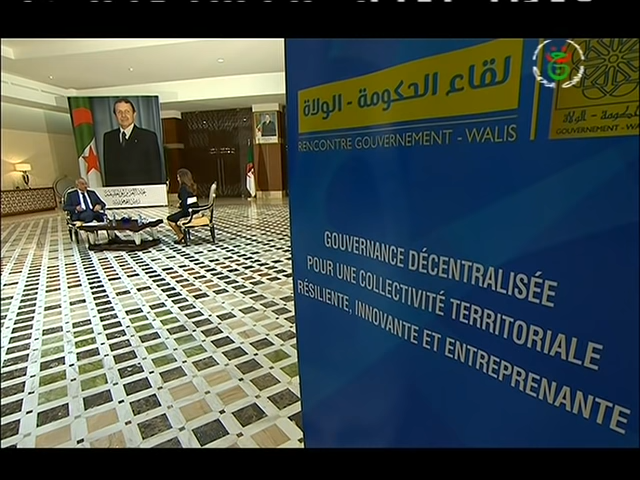 لقاء الحكومة - الولاة
RENCONTRE GOUVERNEMENT - WALIS
GOUVERNEMENT - WALIS
GOUVERNANCE DÉCENTRALISÉE
POUR UNE COLLECTIVITÉ TERRITORIALE
RÉSILIENTE, INNOVANTE ET ENTREPRENANTE